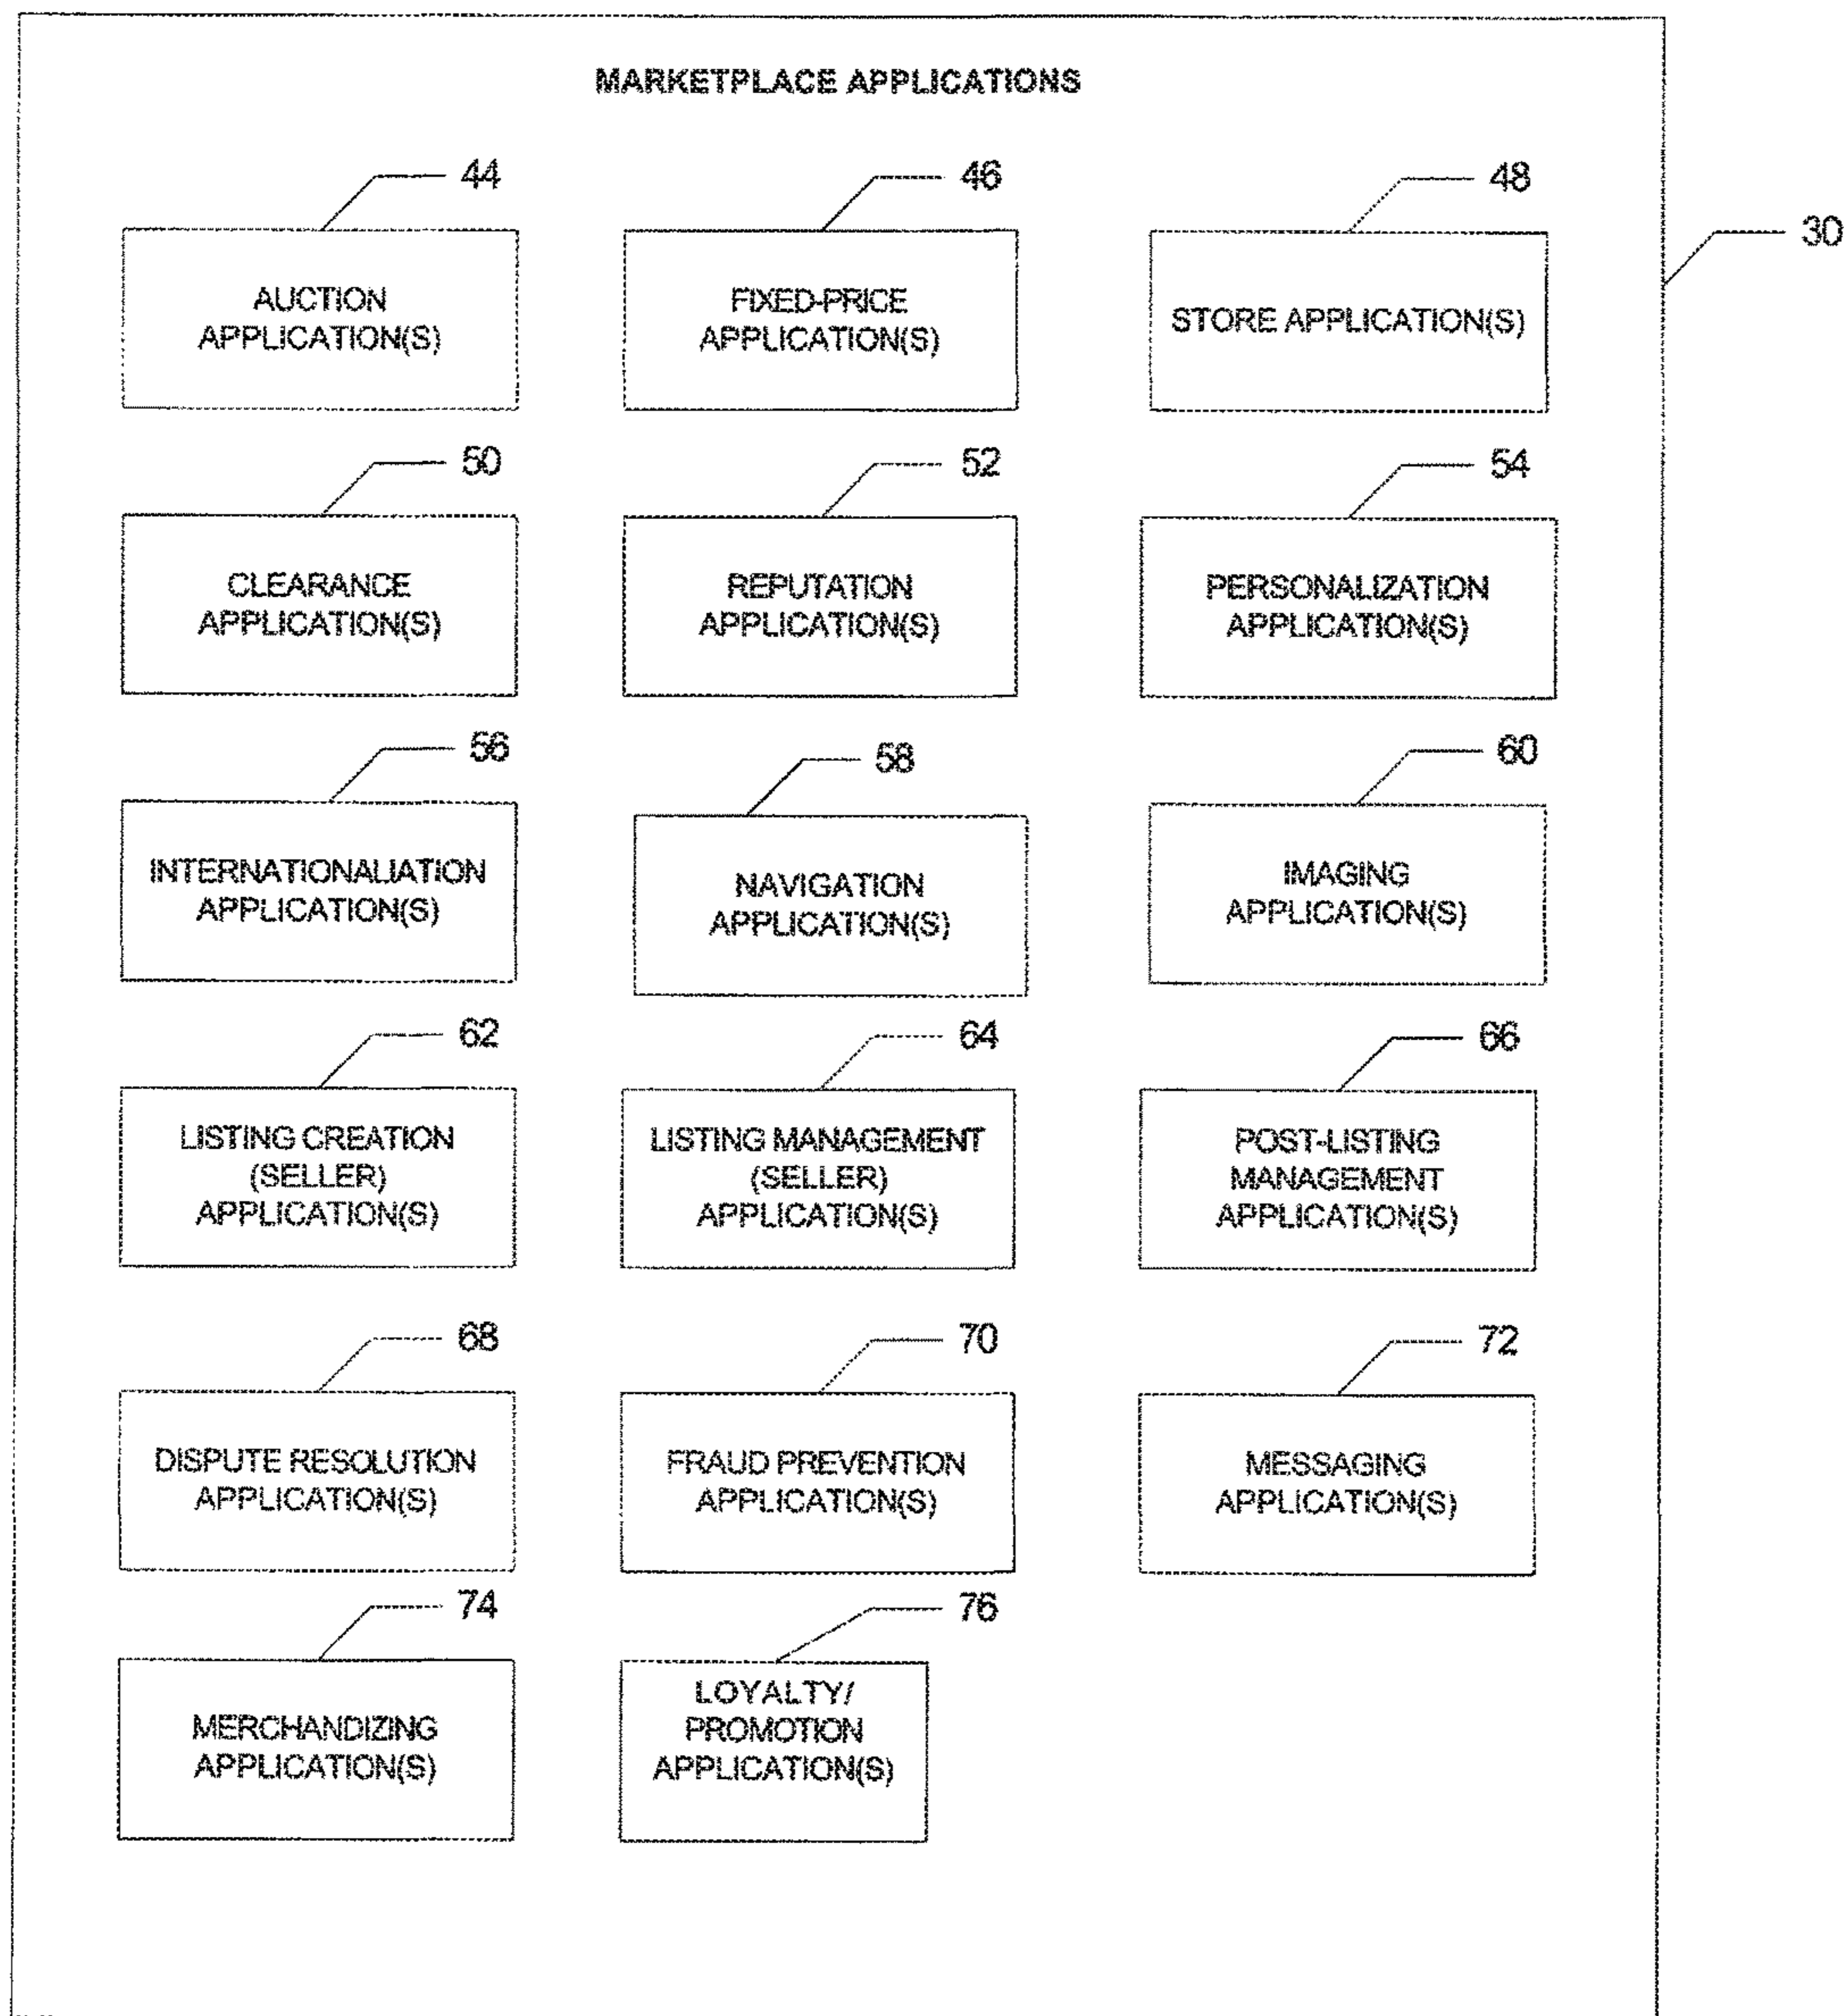 MARKETPLACE APPLICATIONS
44
46
48
30
AUCTION
APPLICATION(S)
FIXED-PRICE
APPLICATION(S)
STORE APPLICATION(S)
50
52
54
CLEARANCE
APPLICATION(S)
REPUTATION
APPLICATION(S)
PERSONALIZATION
APPLICATION(S)
56
58
60
INTERNATIONALIATION
APPLICATION(S)
NAVIGATION
APPLICATION(S)
IMAGING
APPLICATION(S)
62
64
66
LISTING CREATION
(SELLER)
APPLICATION(S)
LISTING MANAGEMENT
(SELLER)
APPLICATION(S)
POST-LISTING
MANAGEMENT
APPLICATION(S)
68
70
72
DISPUTE RESOLUTION
APPLICATION(S)
FRAUD PREVENTION
APPLICATION(S)
MESSAGING
APPLICATION(S)
74
76
MERCHANDIZING
APPLICATION(S)
LOYALTY/
PROMOTION
APPLICATION(S)